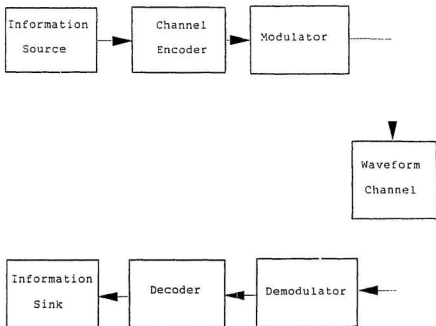 Information
Source
Channel
Encoder
Modulator
Waveform
Channel
Information
Sink
Decoder
Demodulator